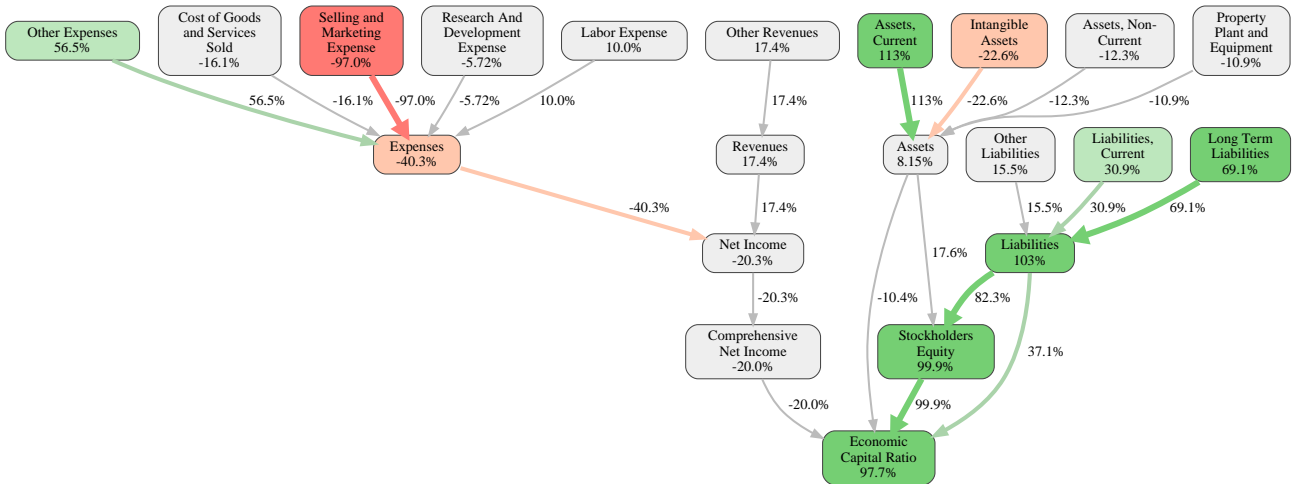 Other Expenses
56.5%
Cost of Goods
and Services
Sold
-16.1%
Selling and
Marketing
Expense
-97.0%
Research And
Development
Expense
-5.72%
Labor Expense
10.0%
Other Revenues
17.4%
Assets,
Current
113%
Intangible
Assets
-22.6%
Assets, Non-
Current
-12.3%
Property
Plant and
Equipment
-10.9%
56.5%
-16.1%
-97.0%
-5.72%
10.0%
17.4%
113%
-22.6%
-12.3%
-10.9%
Expenses
-40.3%
Revenues
17.4%
Assets
8.15%
Other
Liabilities
15.5%
Liabilities,
Current
30.9%
Long Term
Liabilities
69.1%
-40.3%
17.4%
15.5%
30.9%
69.1%
Net Income
-20.3%
Liabilities
103%
17.6%
-20.3%
-10.4%
82.3%
Comprehensive
Net Income
-20.0%
Stockholders
Equity
99.9%
37.1%
-20.0%
99.9%
Economic
Capital Ratio
97.7%